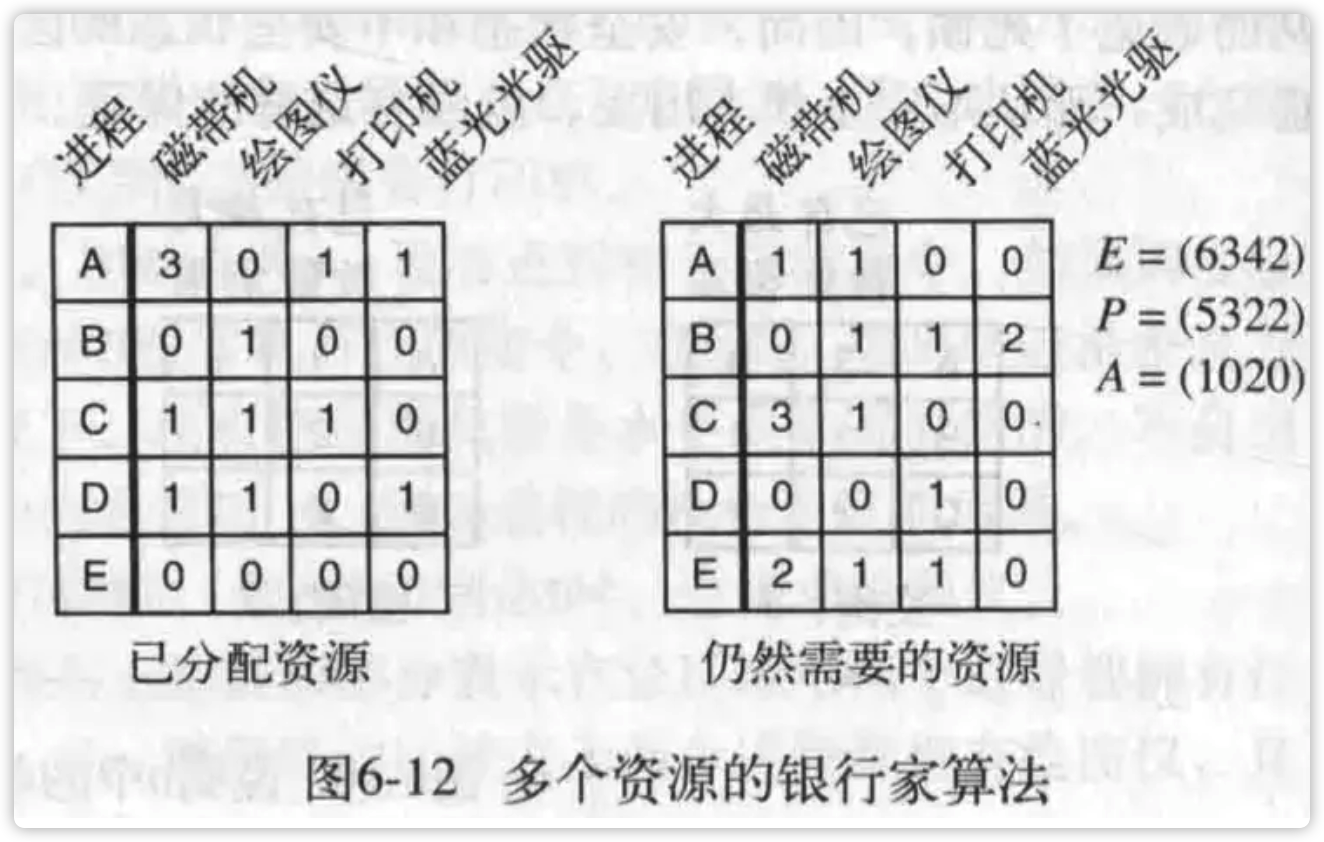 进程 磁带机 绘图仪 打印机 蓝光光驱
A 3 0 1 1
B 0 1 0 0
C 1 1 1 0
D 1 1 0 1
E 0 0 0 0
已分配资源
进程 磁带机 绘图仪 打印机 蓝光光驱
A 1 1 0 0
B 0 1 1 2
C 3 1 0 0
D 0 0 1 0
E 2 1 1 0
仍然需要的资源
E = (6342)
P = (5322)
A = (1020)
图6-12 多个资源的银行家算法